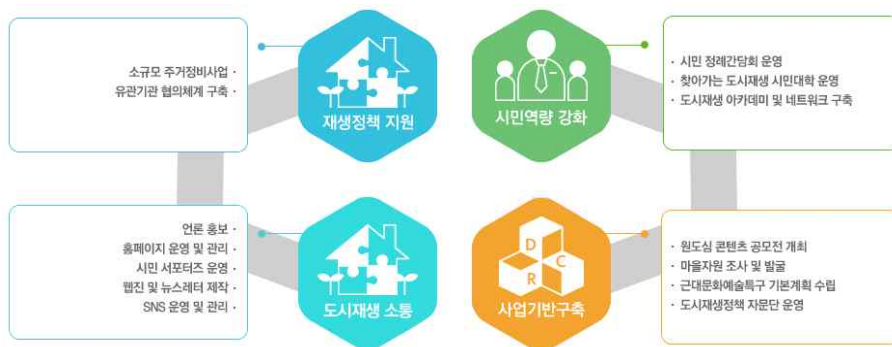 소규모 주거정비사업 ·
유관기관 협의체계 구축 ·
재생정책 지원
시민역량 강화
· 시민 정례간담회 운영
· 찾아가는 도시재생 시민대학 운영
· 도시재생 아카데미 및 네트워크 구축
언론 홍보 ·
홈페이지 운영 및 관리 ·
시민 서포터즈 운영 ·
웹진 및 뉴스레터 제작 ·
SNS 운영 및 관리 ·
도시재생 소통
D
C
R
사업기반구축
· 원도심 콘텐츠 공모전 개최
· 마을자원 조사 및 발굴
· 근대문화예술특구 기본계획 수립
· 도시재생정책 자문단 운영